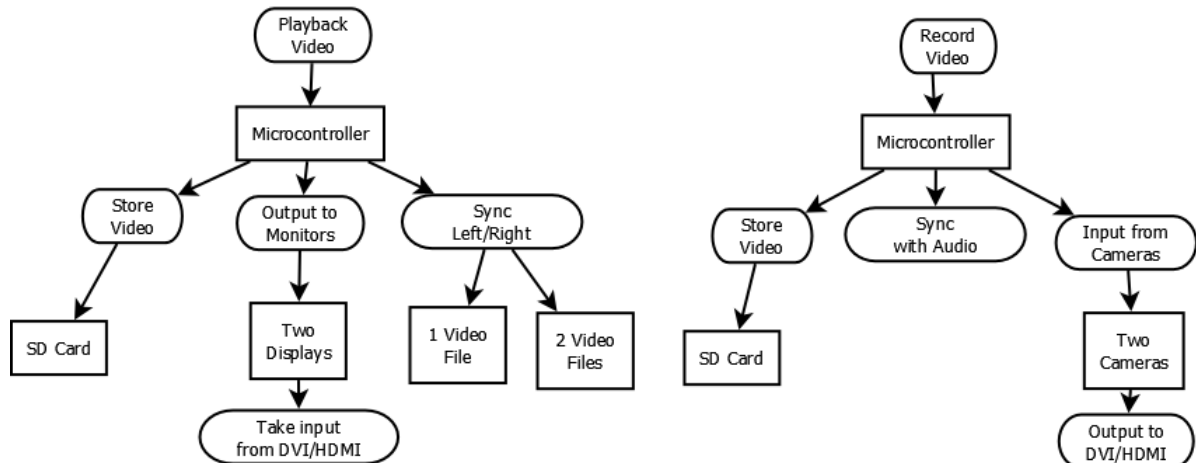 Playback
Video
Microcontroller
Store
Video
Output to
Monitors
Sync
Left/Right
SD Card
Two
Displays
1 Video
File
2 Video
Files
Take input
from DVI/HDMI
Record
Video
Microcontroller
Store
Video
Sync
with Audio
Input from
Cameras
SD Card
Two
Cameras
Output to
DVI/HDMI